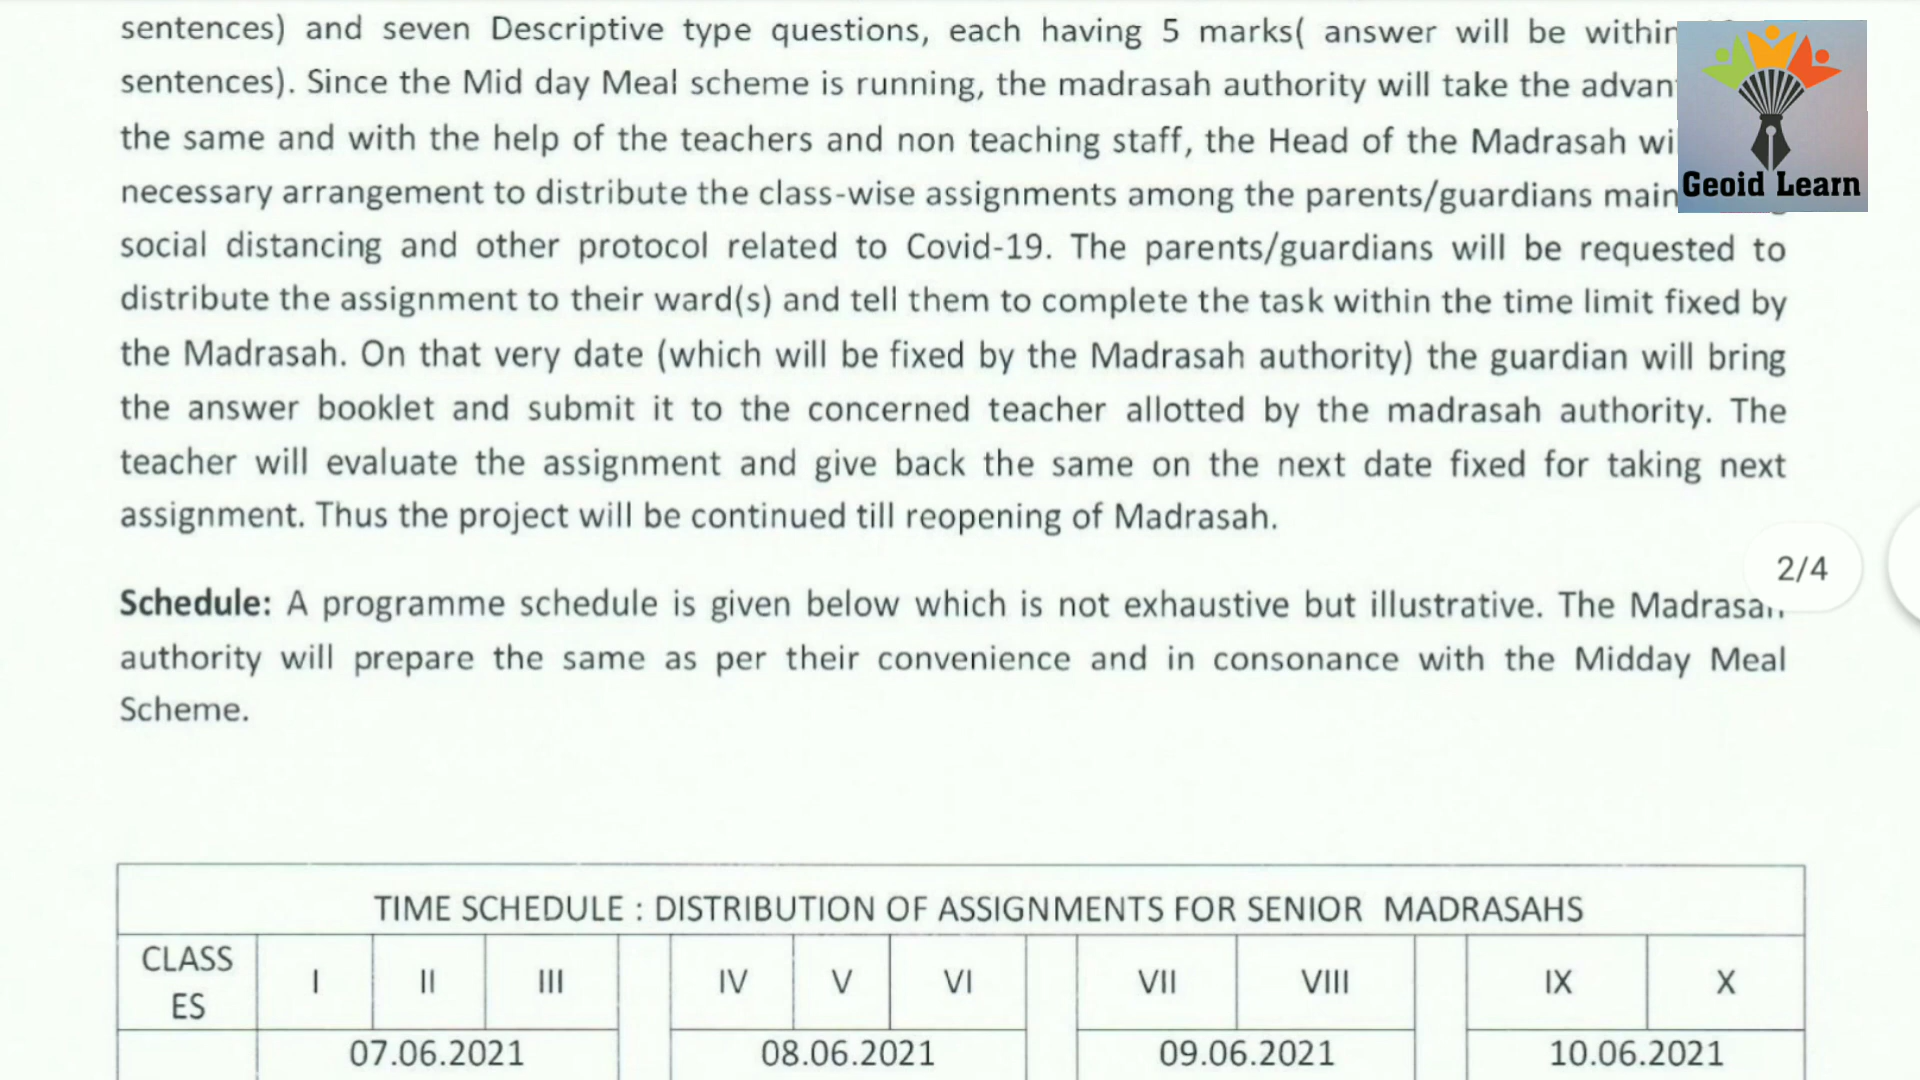 sentences) and seven Descriptive type questions, each having 5 marks( answer will be within
sentences). Since the Mid day Meal scheme is running, the madrasah authority will take the
the same and with the help of the teachers and non teaching staff, the Head of the Madrasah
necessary arrangement to distribute the class-wise assignments among the parents/guardians
social distancing and other protocol related to Covid-19. The parents/guardians will be requested to
distribute the assignment to their ward(s) and tell them to complete the task within the time limit fixed by
the Madrasah. On that very date (which will be fixed by the Madrasah authority) the guardian will bring
the answer booklet and submit it to the concerned teacher allotted by the madrasah authority. The
teacher will evaluate the assignment and give back the same on the next date fixed for taking next
assignment. Thus the project will be continued till reopening of Madrasah.
Schedule: A programme schedule is given below which is not exhaustive but illustrative. The Madrasah
authority will prepare the same as per their convenience and in consonance with the Midday Meal
Scheme.
TIME SCHEDULE : DISTRIBUTION OF ASSIGNMENTS FOR SENIOR MADRASAHS
CLASS
ES
I II III IV V VI VII VIII IX X
07.06.2021 08.06.2021 09.06.2021 10.06.2021
Geoid Learn
2/4